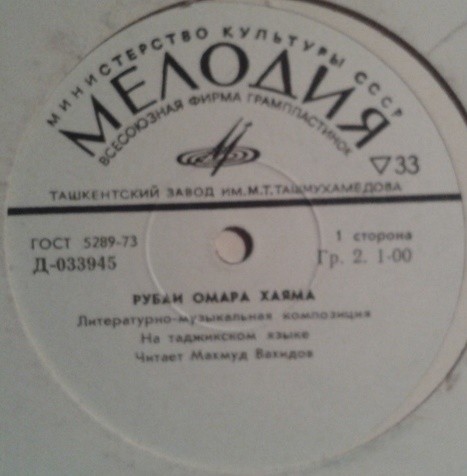 МИНИСТЕРСТВО КУЛЬТУРЫ СССР
МЕЛОДИЯ
ВСЕСОЮЗНАЯ ФИРМА ГРАМПЛАСТИНОК
▽33
ТАШКЕНТСКИЙ ЗАВОД ИМ.М.Т.ТАШМУХАМЕДОВА
ГОСТ 5289-73
1 сторона
Д-033945
Гр. 2. 1-00
РУБАИ ОМАРА ХАЯМА
Литературно-музыкальная композиция
На таджикском языке
Читает Махмуд Вахидов